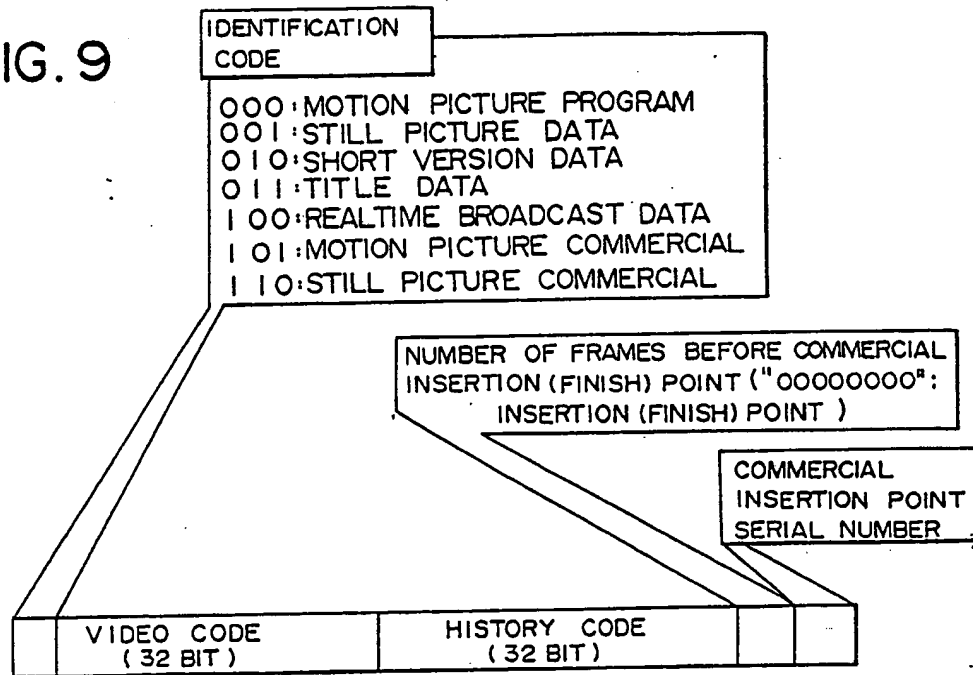 IG. 9
IDENTIFICATION
CODE
000:MOTION PICTURE PROGRAM
001:STILL PICTURE DATA
010:SHORT VERSION DATA
011:TITLE DATA
100:REALTIME BROADCAST DATA
101:MOTION PICTURE COMMERCIAL
110:STILL PICTURE COMMERCIAL
NUMBER OF FRAMES BEFORE COMMERCIAL
INSERTION (FINISH) POINT ("00000000":
INSERTION (FINISH) POINT )
COMMERCIAL
INSERTION POINT
SERIAL NUMBER
VIDEO CODE
(32 BIT)
HISTORY CODE
(32 BIT)